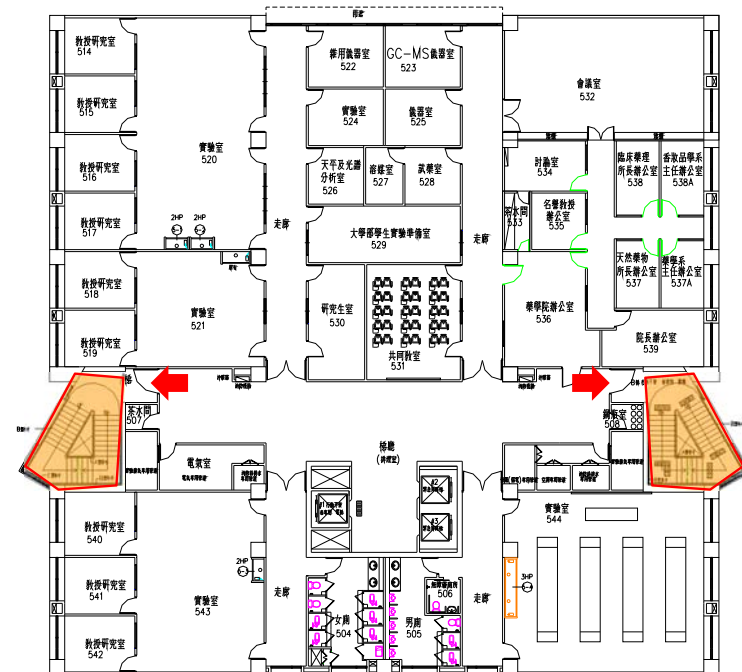 教授研究室
514
教授研究室
515
教授研究室
516
教授研究室
517
教授研究室
518
教授研究室
519
實驗室
520
2HP
2HP
實驗室
521
走廊
雜用儀器室
522
GC-MS儀器室
523
實驗室
524
儀器室
525
天平及光譜
分析室
526
溶媒室
527
試藥室
528
大學部學生實驗準備室
529
研究生室
530
共同教室
531
走廊
會議室
532
討論室
534
茶水間
533
名譽教授
辦公室
535
臨床藥理
所長辦公室
538
香妝品學系
主任辦公室
538A
天然藥物
所長辦公室
537
藥學系
主任辦公室
537A
藥學院辦公室
536
院長辦公室
539
茶水間
507
電氣室
梯廳
鋼瓶室
508
#2
#3
教授研究室
540
教授研究室
541
教授研究室
542
2HP
實驗室
543
走廊
女廁
504
男廁
505
506
走廊
3HP
實驗室
544